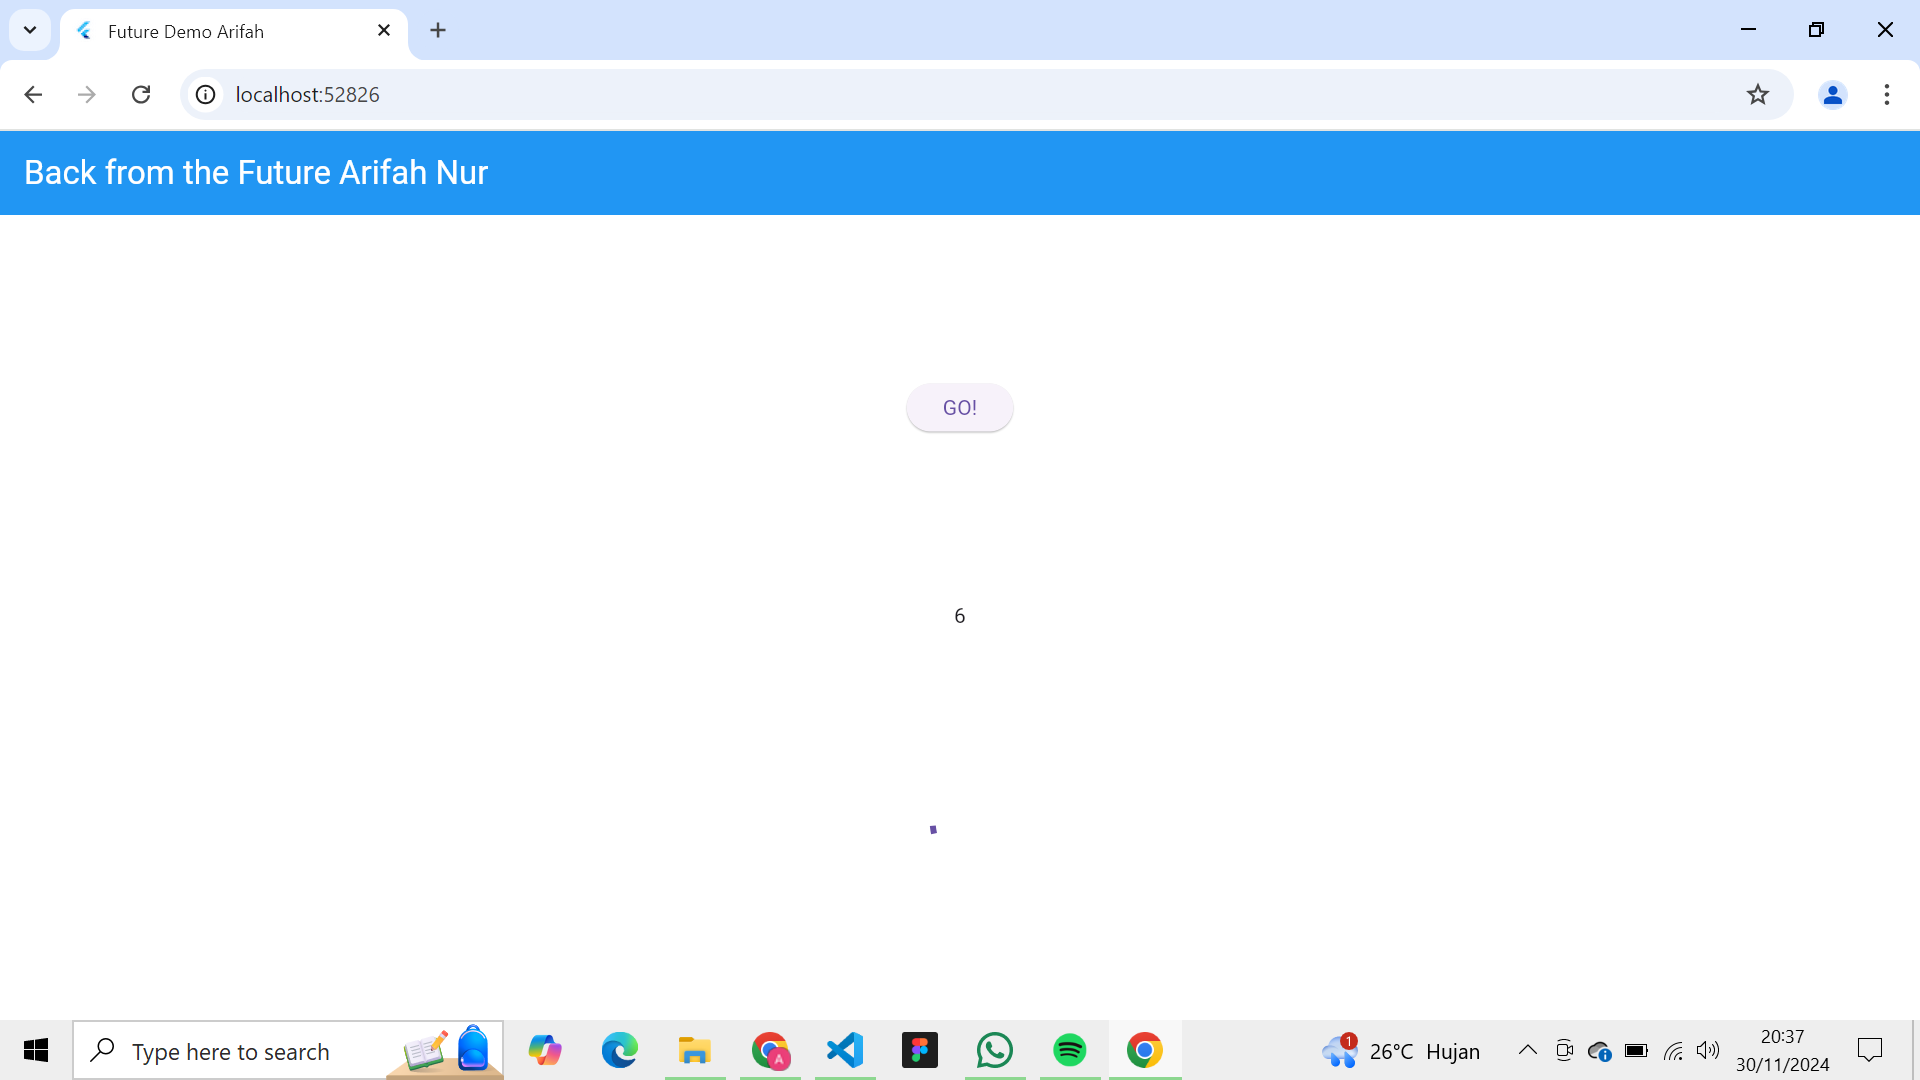 Future Demo Arifah
localhost:52826
Back from the Future Arifah Nur
GO!
6
Type here to search
A
1
26°C Hujan
20:37
30/11/2024